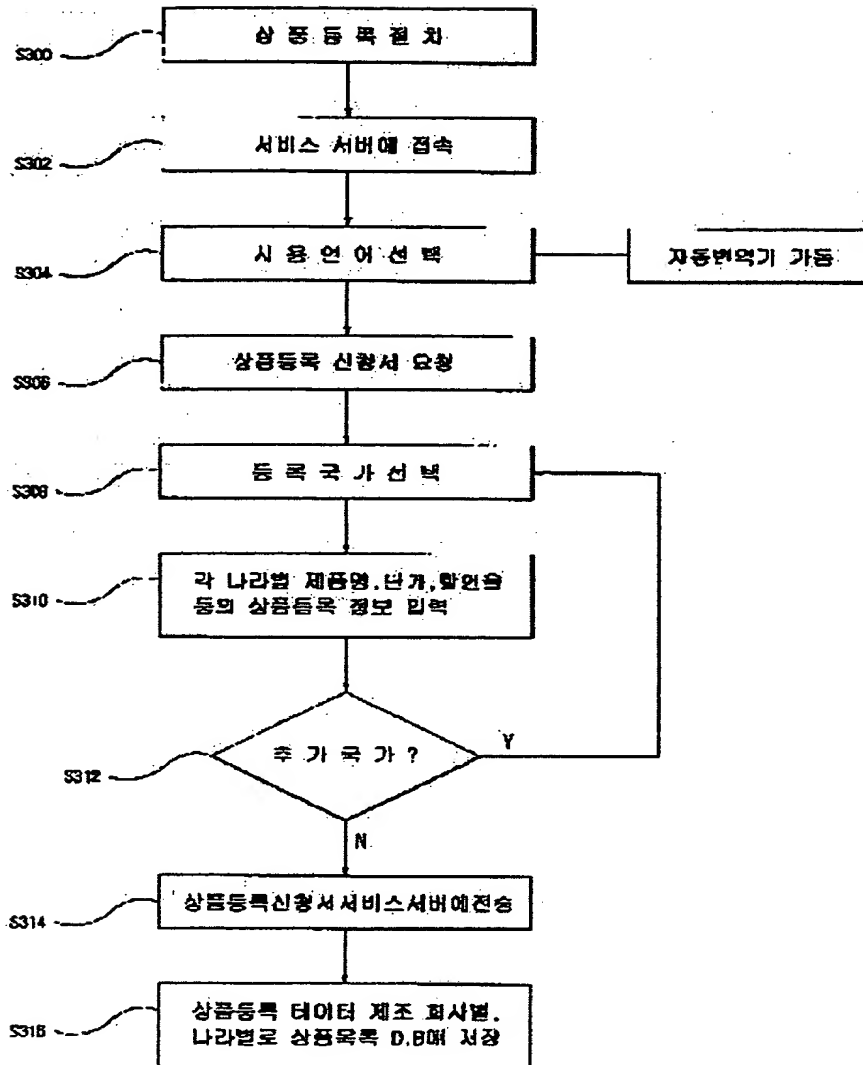 S300
상 품 등 록 절 차
S302
서비스 서버에 접속
S304
사 용 언 어 선 택
자동번역기 가동
S306
상품등록 신청서 요청
S308
등 록 국 가 선 택
S310
각 나라별 제품명,단가,할인율
등의 상품등록 정보 입력
S312
추 가 국 가 ?
Y
N
S314
상품등록신청서서비스서버에전송
S316
상품등록 데이터 제조 회사별,
나라별로 상품목록 D.B에 저장